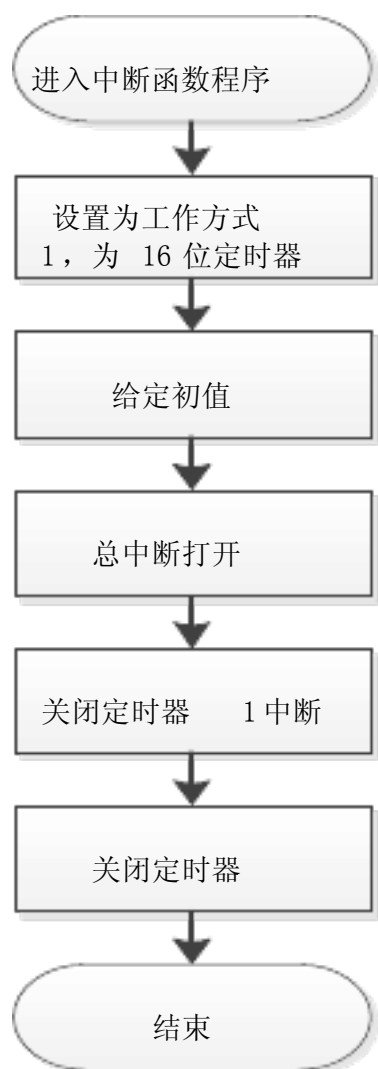 进入中断函数程序
设置为工作方式
1，为 16 位定时器
给定初值
总中断打开
关闭定时器 1中断
关闭定时器
结束